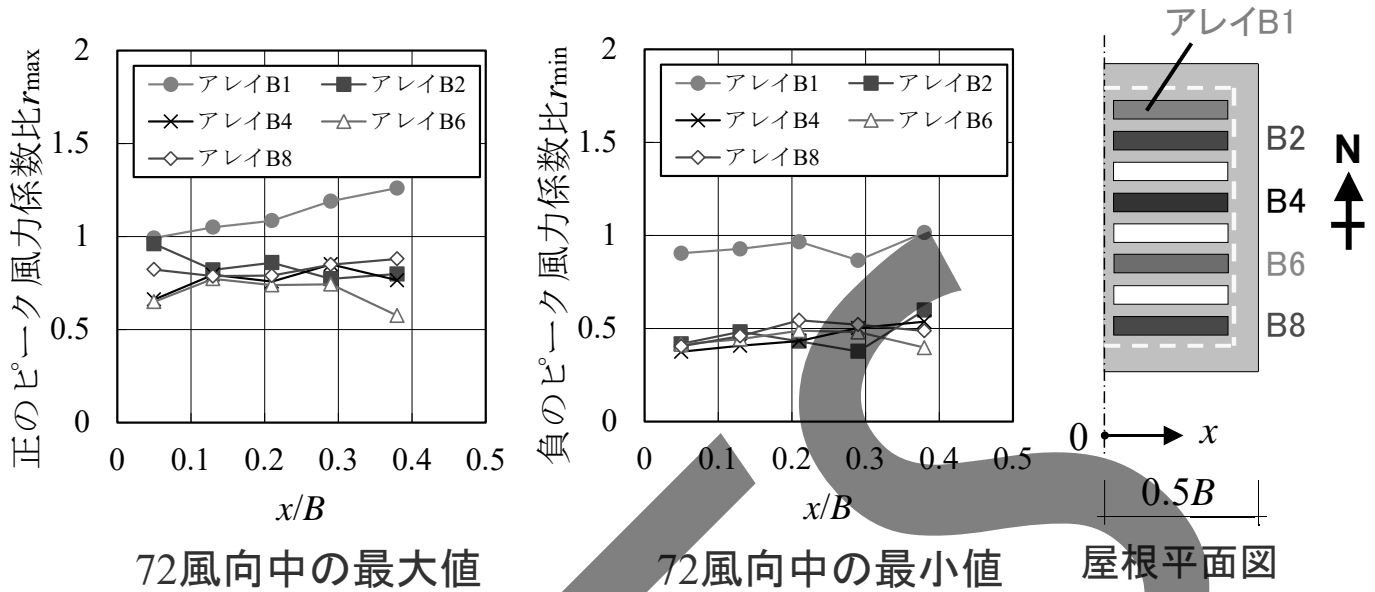 正のピーク風力係数比rmax
2
1.5
1
0.5
0
アレイB1
アレイB2
アレイB4
アレイB6
アレイB8
0 0.1 0.2 0.3 0.4 0.5
x/B
72風向中の最大値
負のピーク風力係数比rmin
2
1.5
1
0.5
0
アレイB1
アレイB2
アレイB4
アレイB6
アレイB8
0 0.1 0.2 0.3 0.4 0.5
x/B
72風向中の最小値
アレイB1
B2
B4
B6
B8
N
0
x
0.5B
屋根平面図